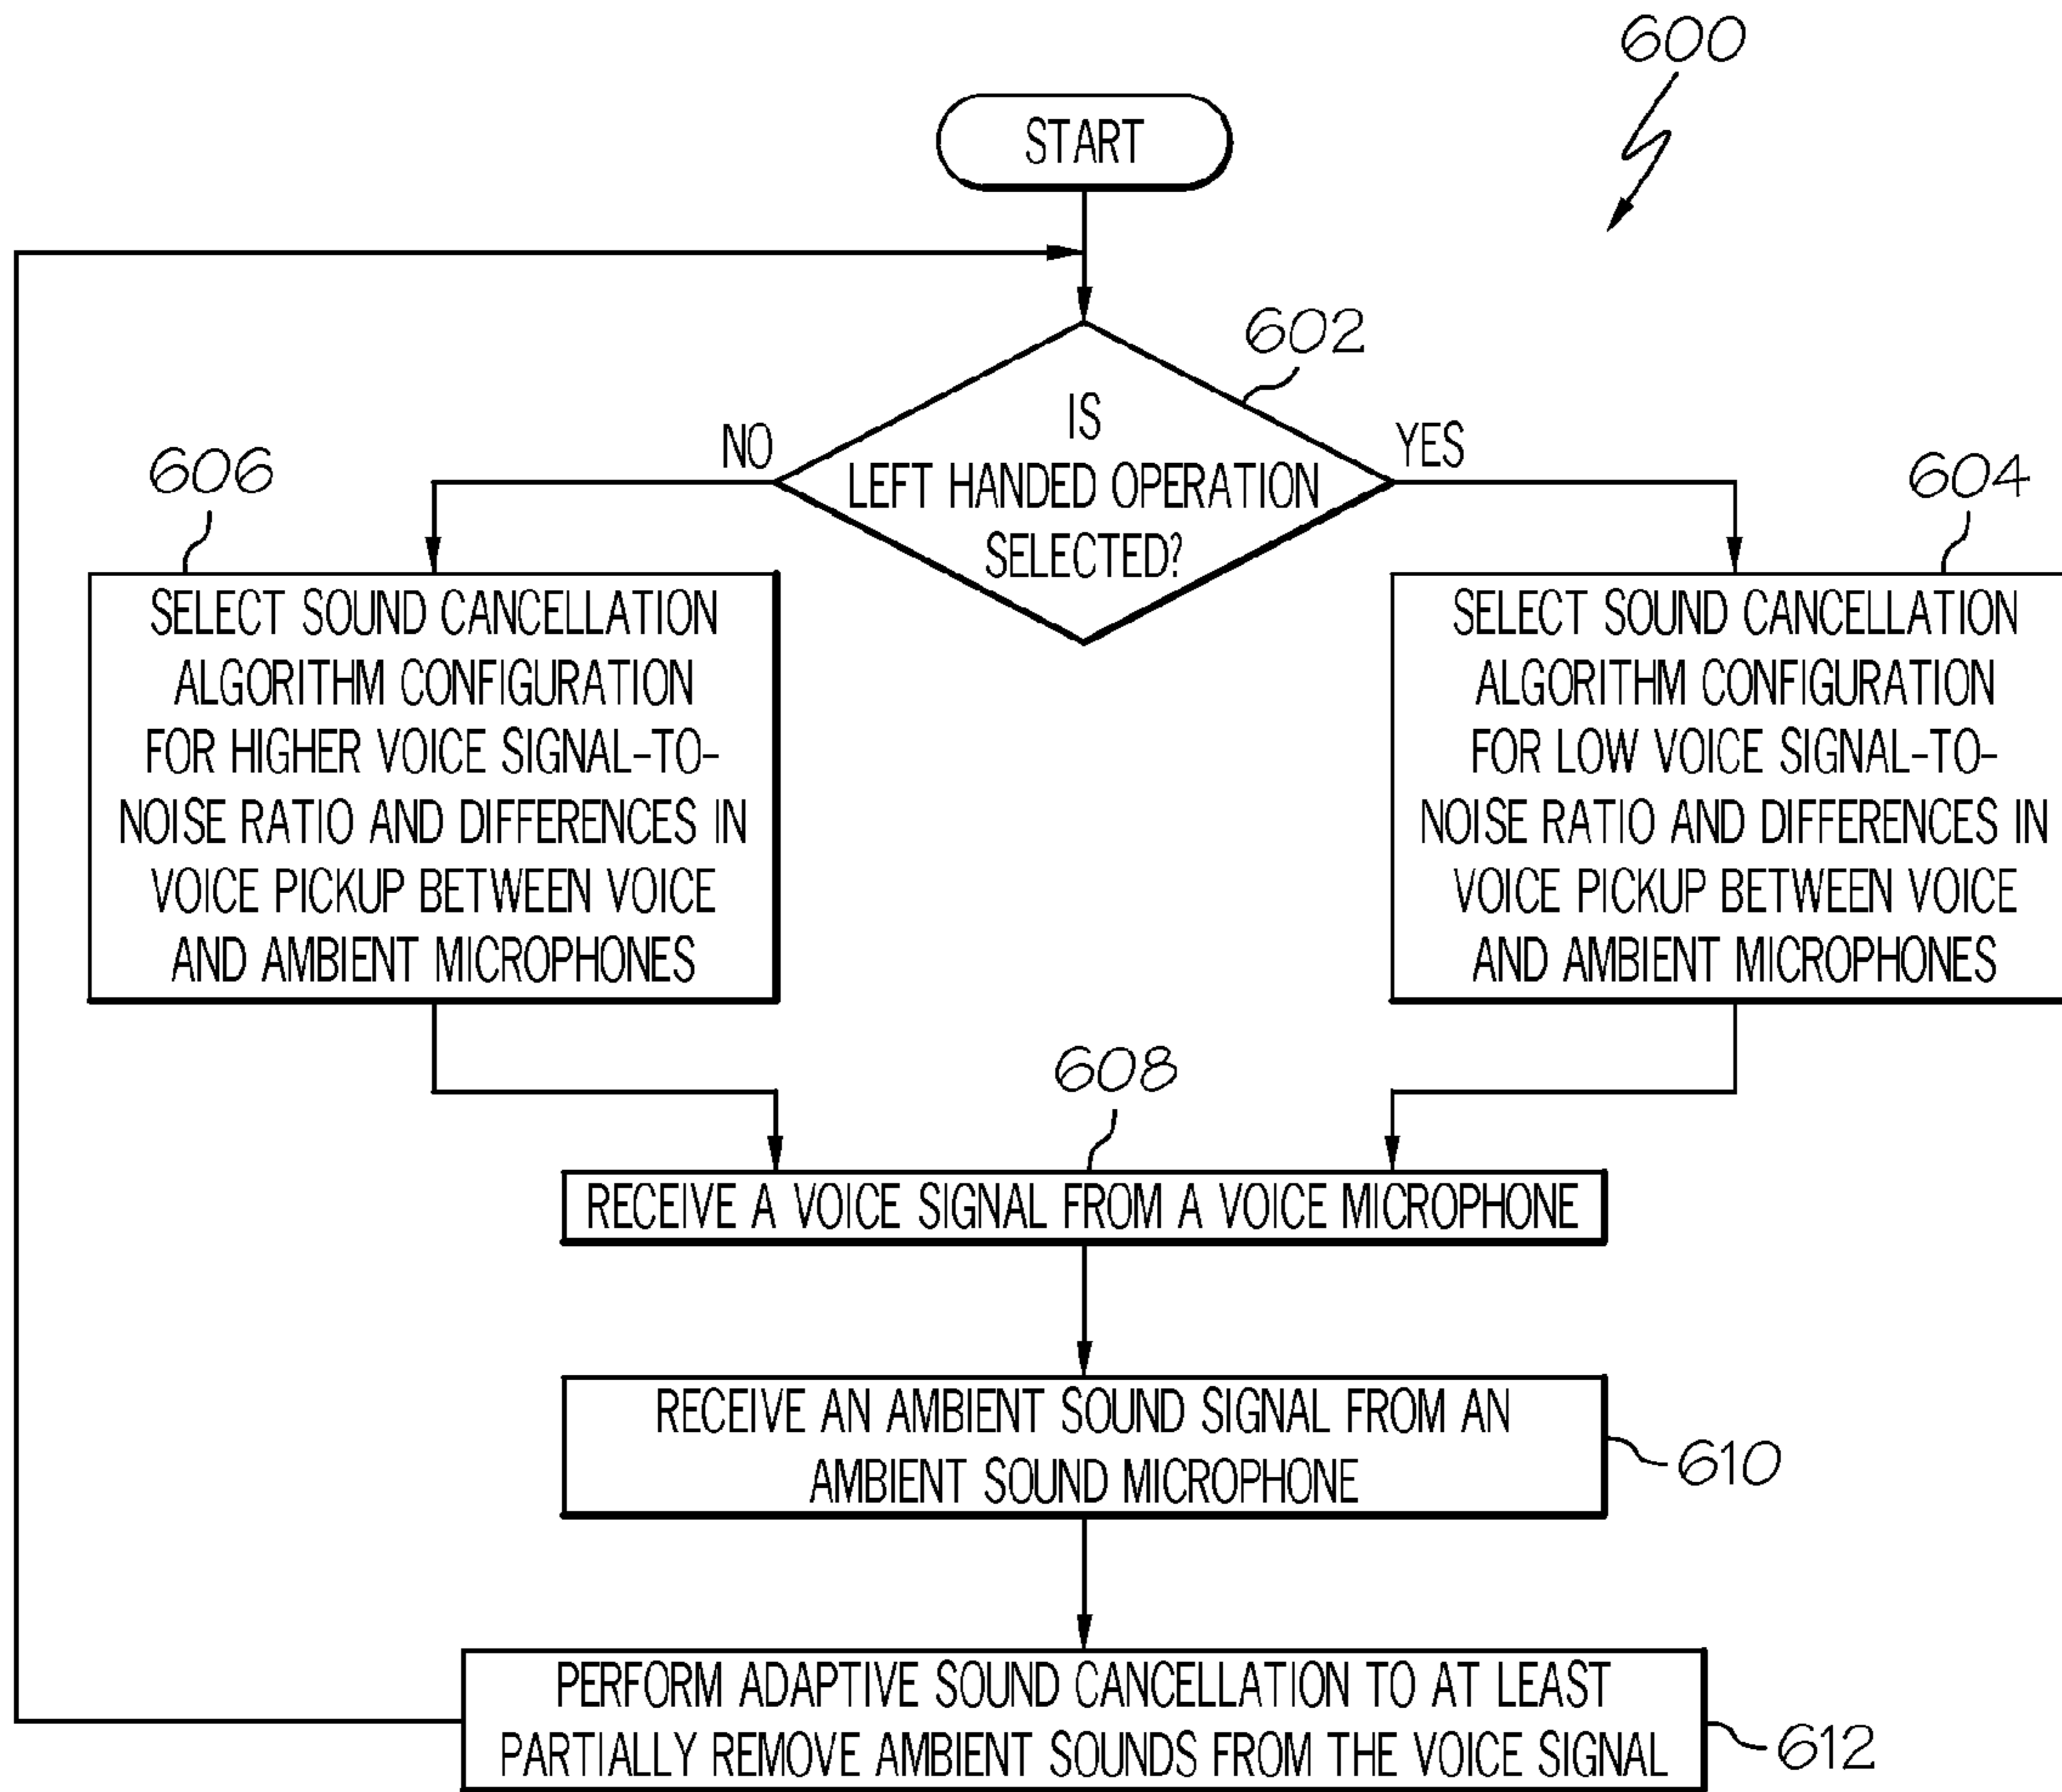 600
START
602
IS
LEFT HANDED OPERATION
SELECTED?
NO
YES
606
SELECT SOUND CANCELLATION
ALGORITHM CONFIGURATION
FOR HIGHER VOICE SIGNAL-TO-
NOISE RATIO AND DIFFERENCES IN
VOICE PICKUP BETWEEN VOICE
AND AMBIENT MICROPHONES
604
SELECT SOUND CANCELLATION
ALGORITHM CONFIGURATION
FOR LOW VOICE SIGNAL-TO-
NOISE RATIO AND DIFFERENCES IN
VOICE PICKUP BETWEEN VOICE
AND AMBIENT MICROPHONES
608
RECEIVE A VOICE SIGNAL FROM A VOICE MICROPHONE
RECEIVE AN AMBIENT SOUND SIGNAL FROM AN
AMBIENT SOUND MICROPHONE
610
PERFORM ADAPTIVE SOUND CANCELLATION TO AT LEAST
PARTIALLY REMOVE AMBIENT SOUNDS FROM THE VOICE SIGNAL
612